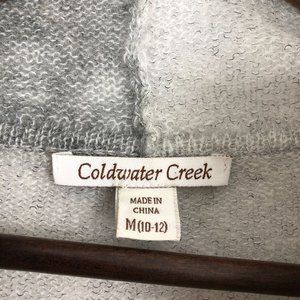 Coldwater Creek
MADE IN
CHINA
M (10-12)